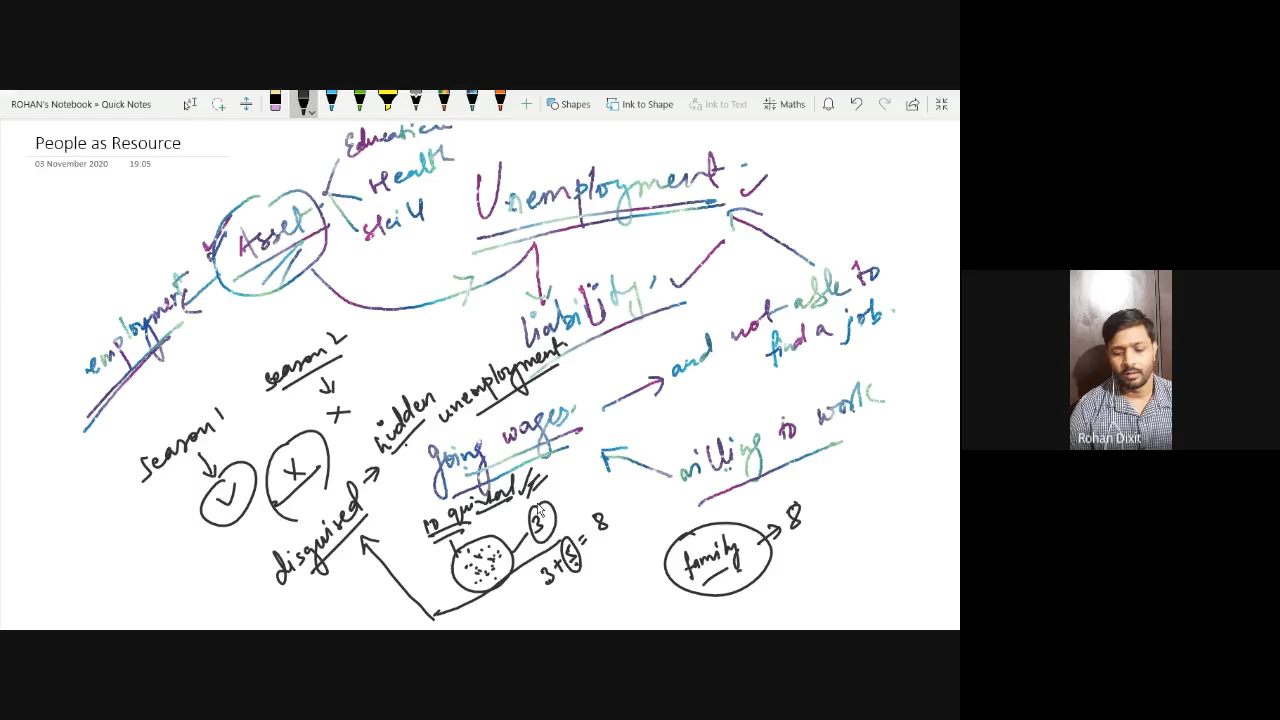 ROHAN's Notebook » Quick Notes
Shapes
Ink to Shape
Ink to Text
Maths
People as Resource
03 November 2020 19:05
Education
Health
Skill
Asset
employment
Unemployment
liability
and not able to
find a job.
willing to work
going wages.
season 1
season 2
hidden
unemployment
disguised
10 quintal
3
3+5 = 8
family → 8
Rohan Dixit